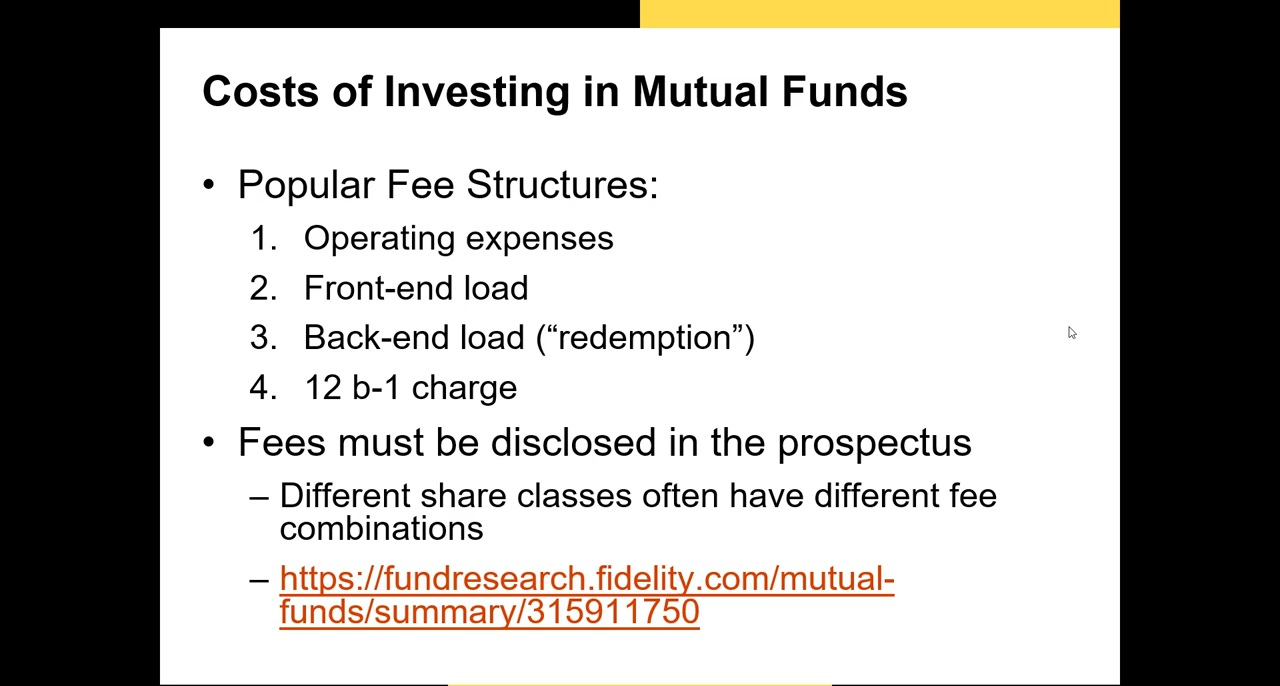 Costs of Investing in Mutual Funds
• Popular Fee Structures:
1. Operating expenses
2. Front-end load
3. Back-end load (“redemption”)
4. 12 b-1 charge
• Fees must be disclosed in the prospectus
– Different share classes often have different fee
combinations
– https://fundresearch.fidelity.com/mutual-
funds/summary/315911750